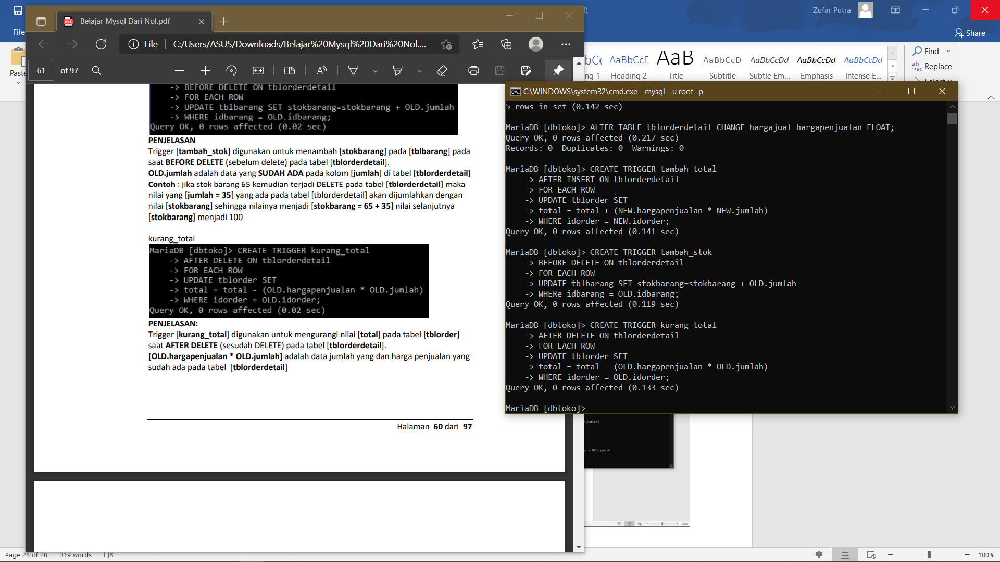 Belajar Mysql Dari Nol.pdf
File
C:/Users/ASUS/Downloads/Belajar%20Mysql%20Dari%20Nol....
61 of 97
-> BEFORE DELETE ON tblorderdetail
-> FOR EACH ROW
-> UPDATE tblbarang SET stokbarang=stokbarang + OLD.jumlah
-> WHERE idbarang = OLD.idbarang;
Query OK, 0 rows affected (0.02 sec)
PENJELASAN
Trigger [tambah_stok] digunakan untuk menambah [stokbarang] pada [tblbarang] pada
saat BEFORE DELETE (sebelum delete) pada tabel [tblorderdetail].
OLD.jumlah adalah data yang SUDAH ADA pada kolom [jumlah] di tabel [tblorderdetail]
Contoh : jika stok barang 65 kemudian terjadi DELETE pada tabel [tblorderdetail] maka
nilai yang [jumlah = 35] yang ada pada tabel [tblorderdetail] akan dijumlahkan dengan
nilai [stokbarang] sehingga nilainya menjadi [stokbarang = 65 + 35] nilai selanjutnya
[stokbarang] menjadi 100
kurang_total
MariaDB [dbtoko]> CREATE TRIGGER kurang_total
-> AFTER DELETE ON tblorderdetail
-> FOR EACH ROW
-> UPDATE tblorder SET
-> total = total - (OLD.hargapenjualan * OLD.jumlah)
-> WHERE idorder = OLD.idorder;
Query OK, 0 rows affected (0.02 sec)
PENJELASAN:
Trigger [kurang_total] digunakan untuk mengurangi nilai [total] pada tabel [tblorder]
saat AFTER DELETE (sesudah DELETE) pada tabel [tblorderdetail].
[OLD.hargapenjualan * OLD.jumlah] adalah data jumlah yang dan harga penjualan yang
sudah ada pada tabel [tblorderdetail]
Halaman 60 dari 97
Zufar Putra
File
Share
Paste
AaBbCcD AaB AaBbCcD AaBbCcDd AaBbCcDd AaBbCcDd
ing 1 Heading 2 Title Subtitle Subtle Em... Emphasis Intense E...
Find
Replace
Select
C:\WINDOWS\system32\cmd.exe - mysql -u root -p
5 rows in set (0.142 sec)
MariaDB [dbtoko]> ALTER TABLE tblorderdetail CHANGE hargajual hargapenjualan FLOAT;
Query OK, 0 rows affected (0.217 sec)
Records: 0 Duplicates: 0 Warnings: 0
MariaDB [dbtoko]> CREATE TRIGGER tambah_total
-> AFTER INSERT ON tblorderdetail
-> FOR EACH ROW
-> UPDATE tblorder SET
-> total = total + (NEW.hargapenjualan * NEW.jumlah)
-> WHERE idorder = NEW.idorder;
Query OK, 0 rows affected (0.141 sec)
MariaDB [dbtoko]> CREATE TRIGGER tambah_stok
-> BEFORE DELETE ON tblorderdetail
-> FOR EACH ROW
-> UPDATE tblbarang SET stokbarang=stokbarang + OLD.jumlah
-> WHERe idbarang = OLD.idbarang;
Query OK, 0 rows affected (0.119 sec)
MariaDB [dbtoko]> CREATE TRIGGER kurang_total
-> AFTER DELETE ON tblorderdetail
-> FOR EACH ROW
-> UPDATE tblorder SET
-> total = total - (OLD.hargapenjualan * OLD.jumlah)
-> WHERE idorder = OLD.idorder;
Query OK, 0 rows affected (0.133 sec)
MariaDB [dbtoko]>
.jumlah)
+ OLD.jumlah
100%
Page 28 of 28 319 words
100%